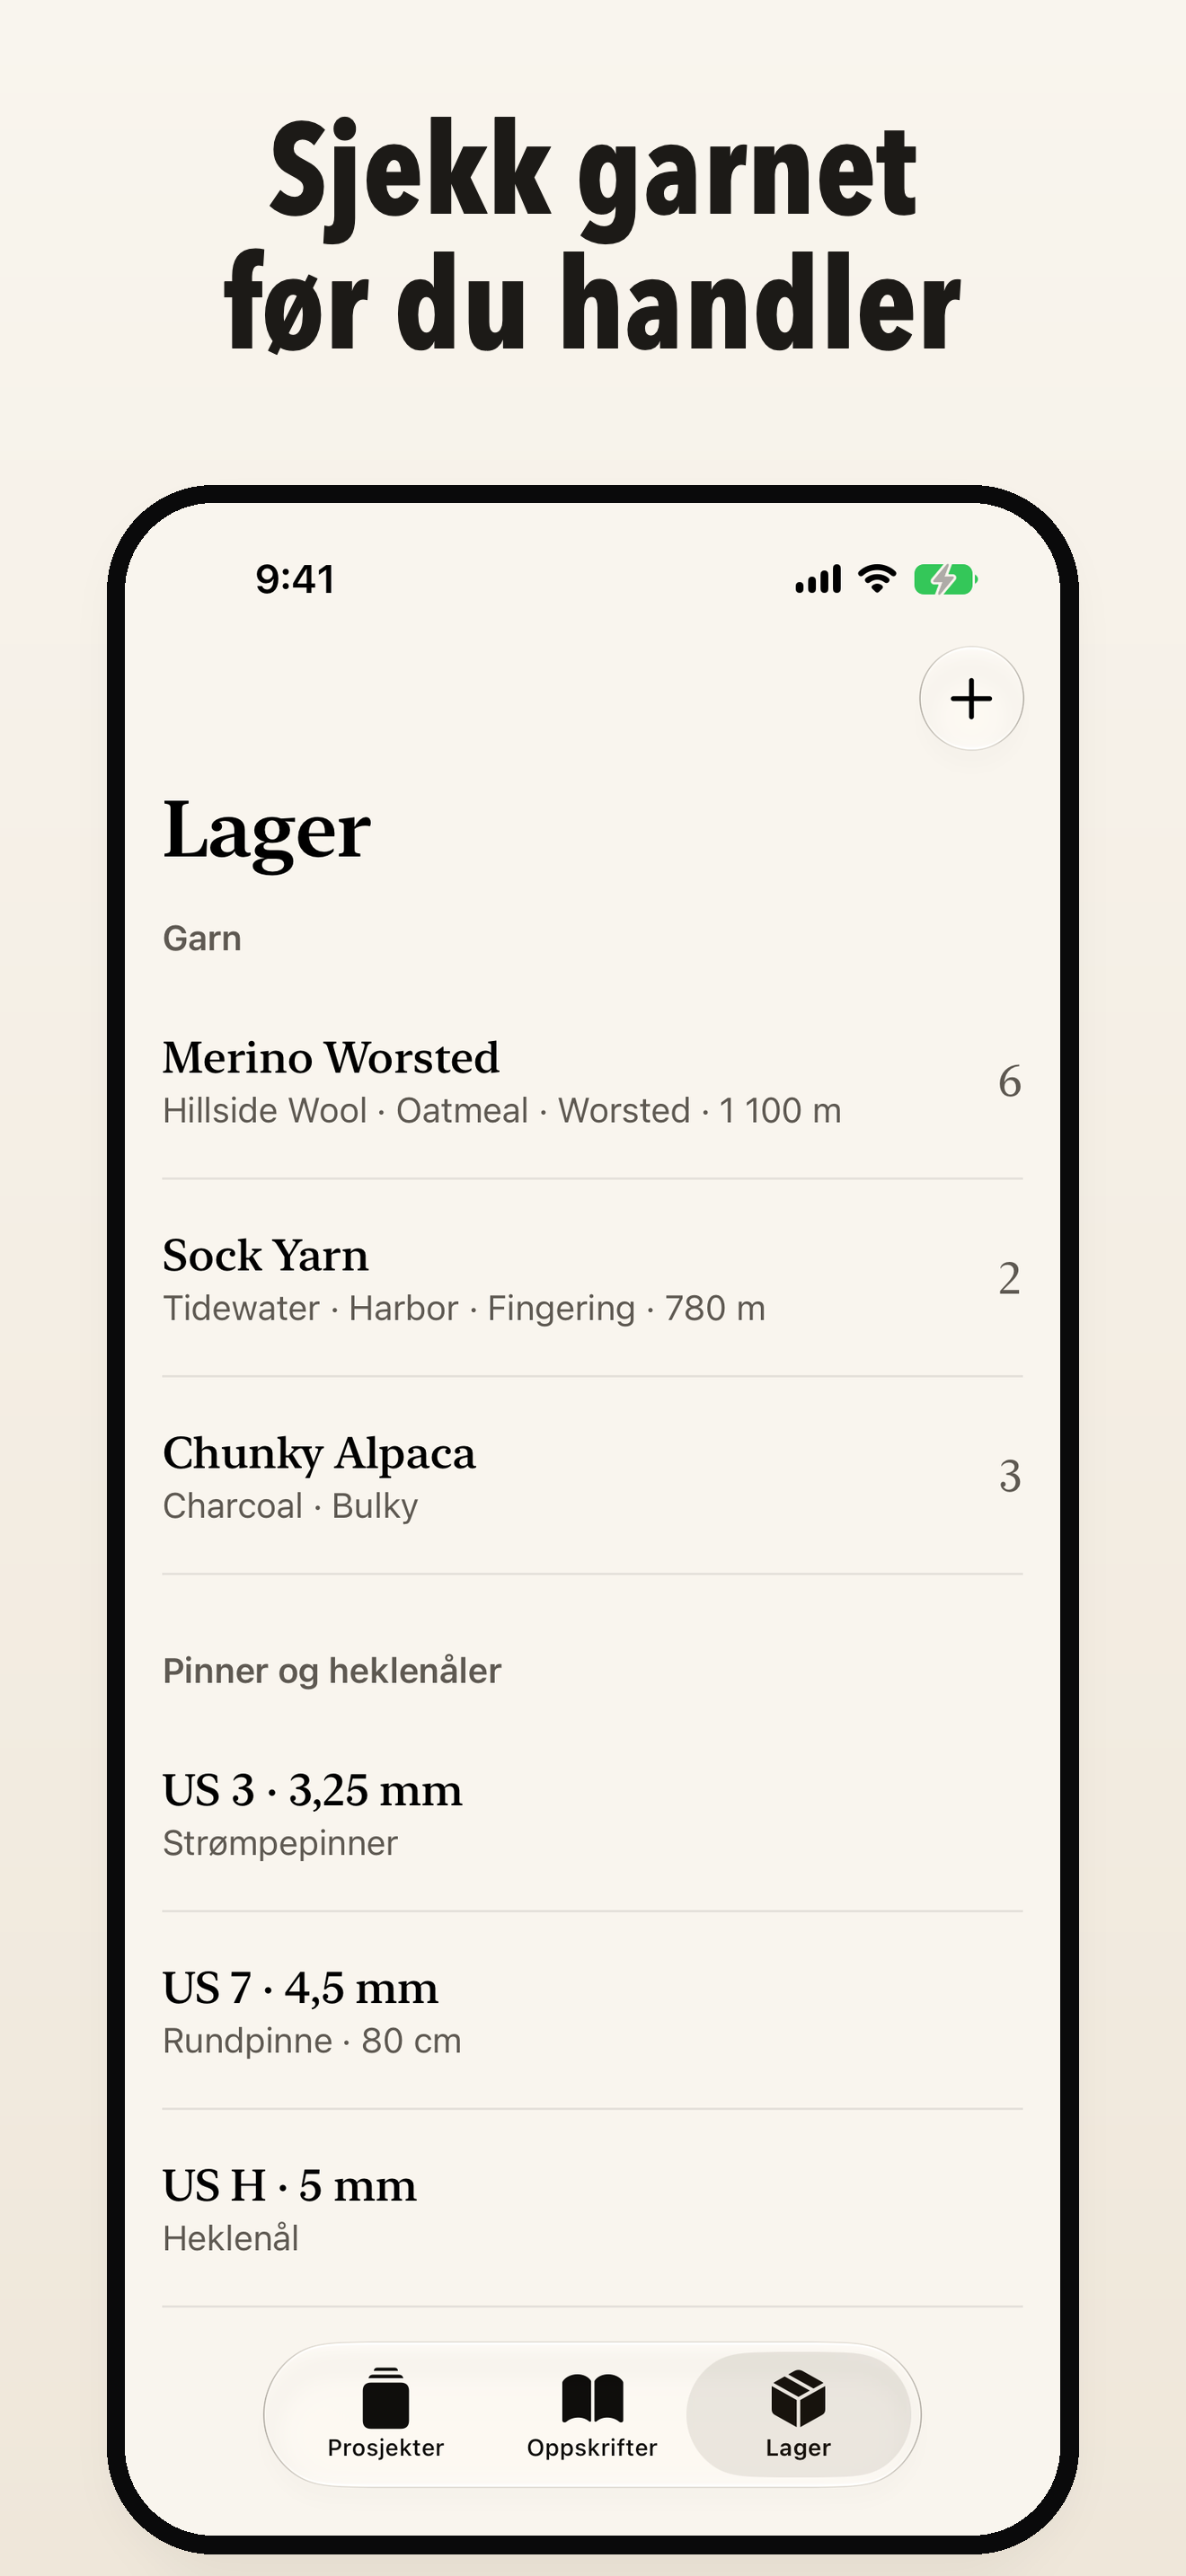 Sjekk garnet
før du handler
9:41
Lager
Garn
Merino Worsted
Hillside Wool · Oatmeal · Worsted · 1 100 m
6
Sock Yarn
Tidewater · Harbor · Fingering · 780 m
2
Chunky Alpaca
Charcoal · Bulky
3
Pinner og heklenåler
US 3 · 3,25 mm
Strømpepinner
US 7 · 4,5 mm
Rundpinne · 80 cm
US H · 5 mm
Heklenål
Prosjekter
Oppskrifter
Lager